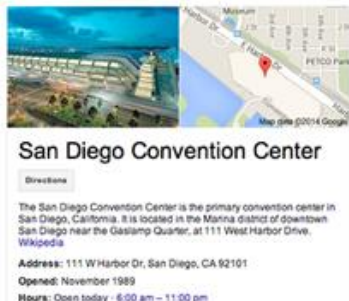 Museum
Harbor Dr
E Harbor Dr
PETCO Park
Map data ©2014 Google
San Diego Convention Center
Directions
The San Diego Convention Center is the primary convention center in
San Diego, California. It is located in the Marina district of downtown
San Diego near the Gaslamp Quarter, at 111 West Harbor Drive.
Wikipedia
Address: 111 W Harbor Dr, San Diego, CA 92101
Opened: November 1989
Hours: Open today · 6:00 am – 11:00 pm